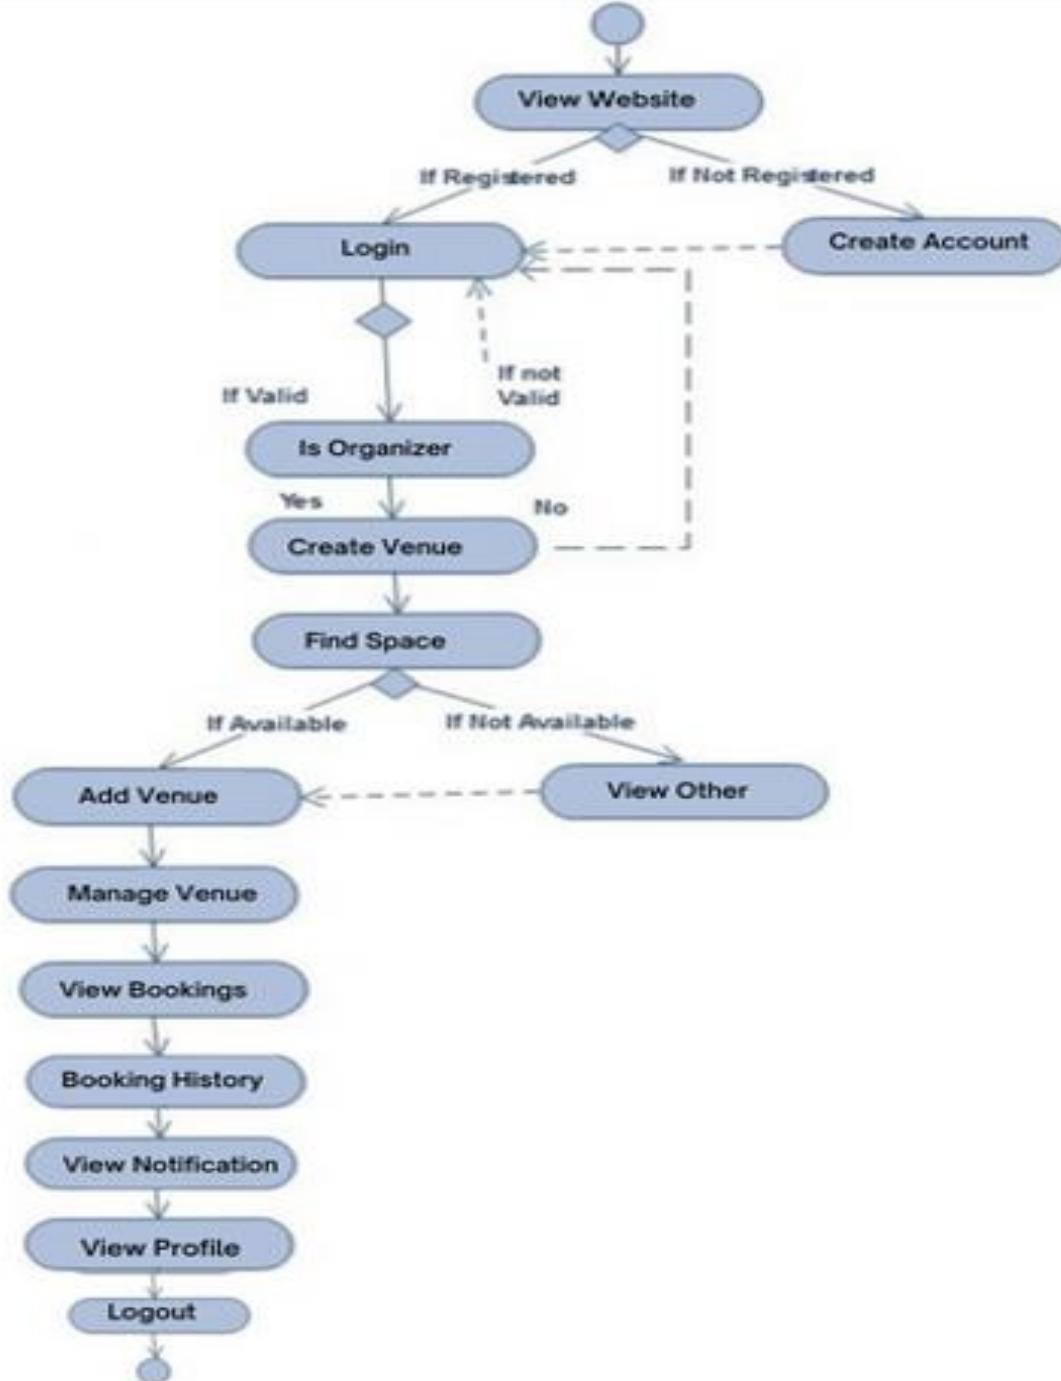 View Website
If Registered
If Not Registered
Login
Create Account
If not
Valid
If Valid
Is Organizer
Yes
No
Create Venue
Find Space
If Available
If Not Available
Add Venue
View Other
Manage Venue
View Bookings
Booking History
View Notification
View Profile
Logout